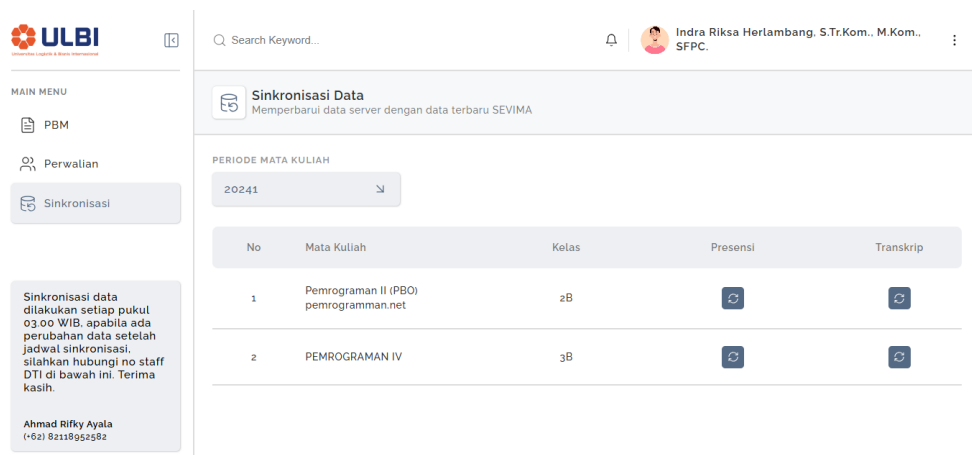 ULBI
Universitas Logistik & Bisnis Internasional
Search Keyword...
Indra Riksa Herlambang, S.Tr.Kom., M.Kom.,
SFPC.
MAIN MENU
PBM
Perwalian
Sinkronisasi
Sinkronisasi data
dilakukan setiap pukul
03.00 WIB, apabila ada
perubahan data setelah
jadwal sinkronisasi,
silahkan hubungi no staff
DTI di bawah ini. Terima
kasih.
Ahmad Rifky Ayala
(+62) 82118952582
Sinkronisasi Data
Memperbarui data server dengan data terbaru SEVIMA
PERIODE MATA KULIAH
20241
No Mata Kuliah Kelas Presensi Transkrip
1 Pemrograman II (PBO) 2B
pemrogramman.net
2 PEMROGRAMAN IV 3B